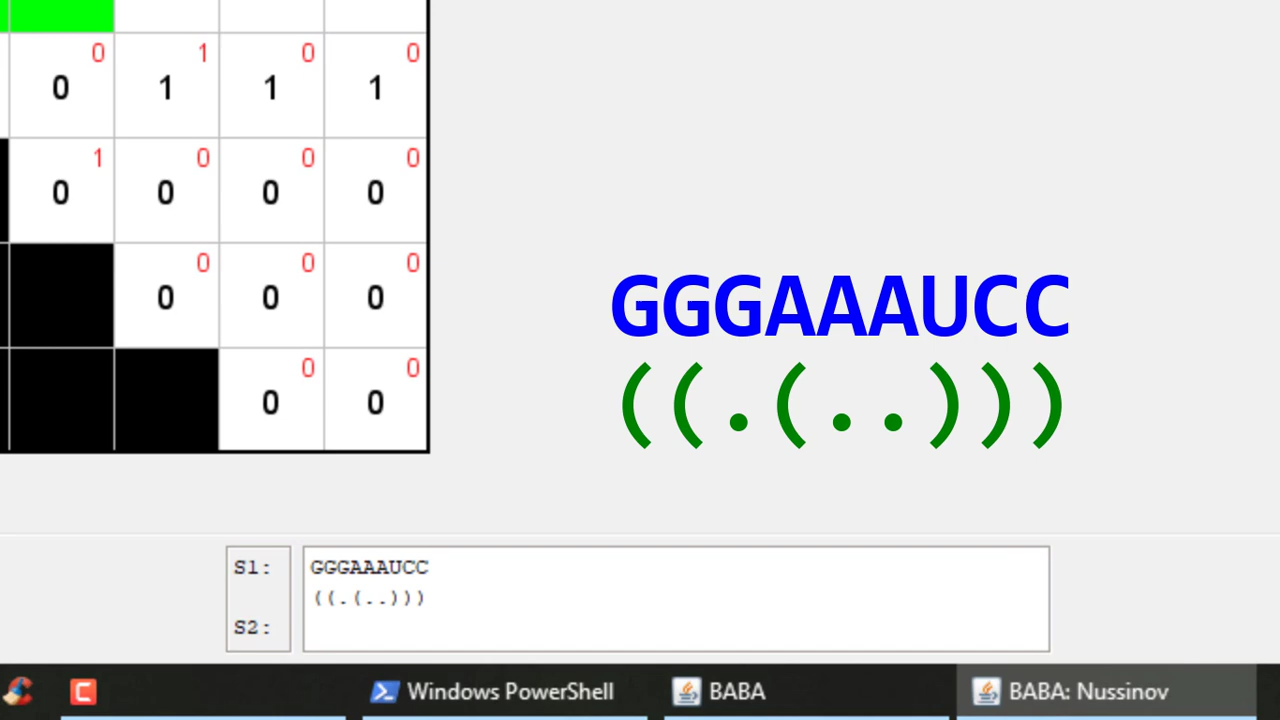 0 1 0 0
0 1 1 1
1 0 0 0
0 0 0 0
0 0 0
0 0 0
0 0
0 0
GGGAAAUCC
((.(..)))
S1: GGGAAAUCC
((.(..)))
S2:
Windows PowerShell BABA BABA: Nussinov